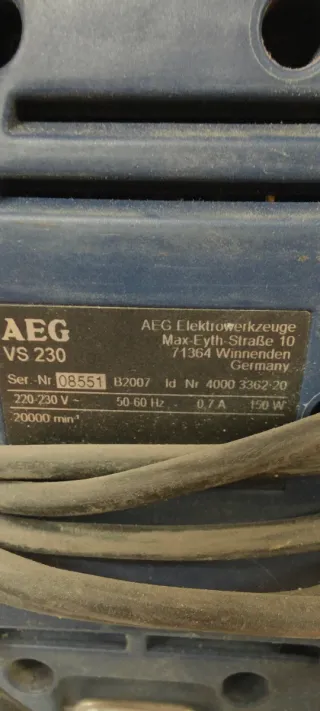 AEG
VS 230
AEG Elektrowerkzeuge
Max-Eyth-Straße 10
71364 Winnenden
Germany
Ser.-Nr 08551 B2007 Id Nr 4000 3362-20
220-230 V ~ 50-60 Hz 0,7 A 150 W
20000 min⁻¹